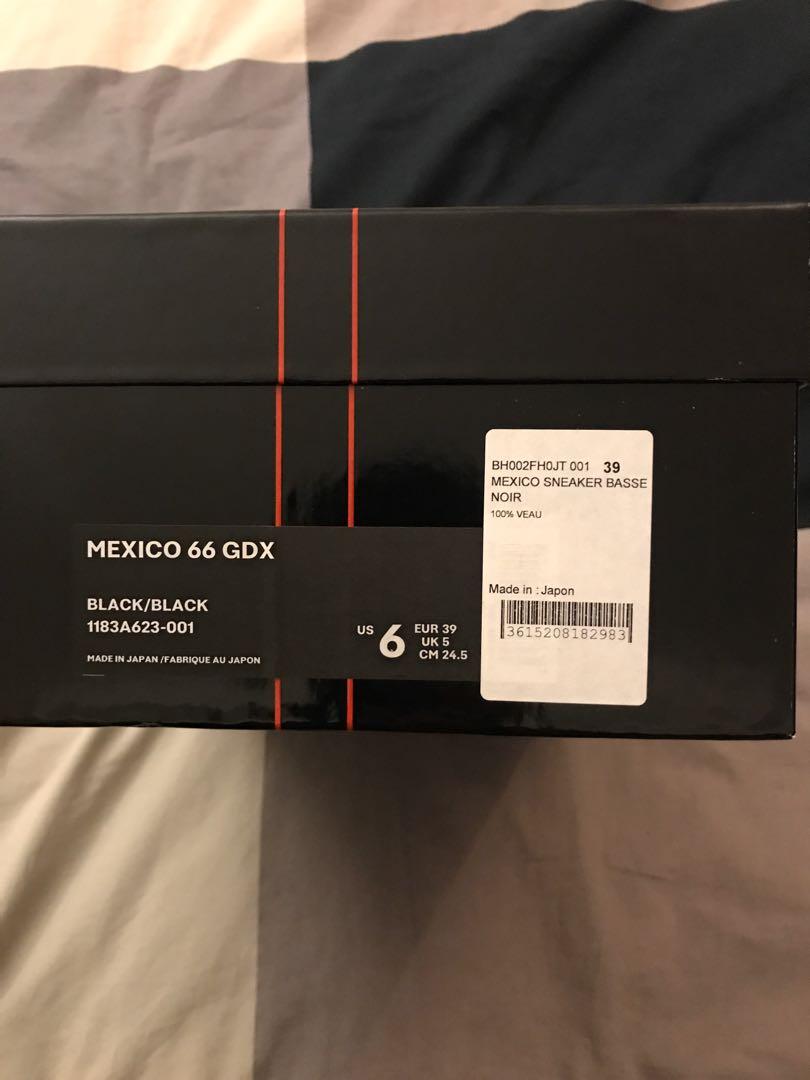 MEXICO 66 GDX
BLACK/BLACK
1183A623-001
MADE IN JAPAN /FABRIQUE AU JAPON
US 6
EUR 39
UK 5
CM 24.5
BH002FH0JT 001 39
MEXICO SNEAKER BASSE
NOIR
100% VEAU
Made in : Japon
3615208182983